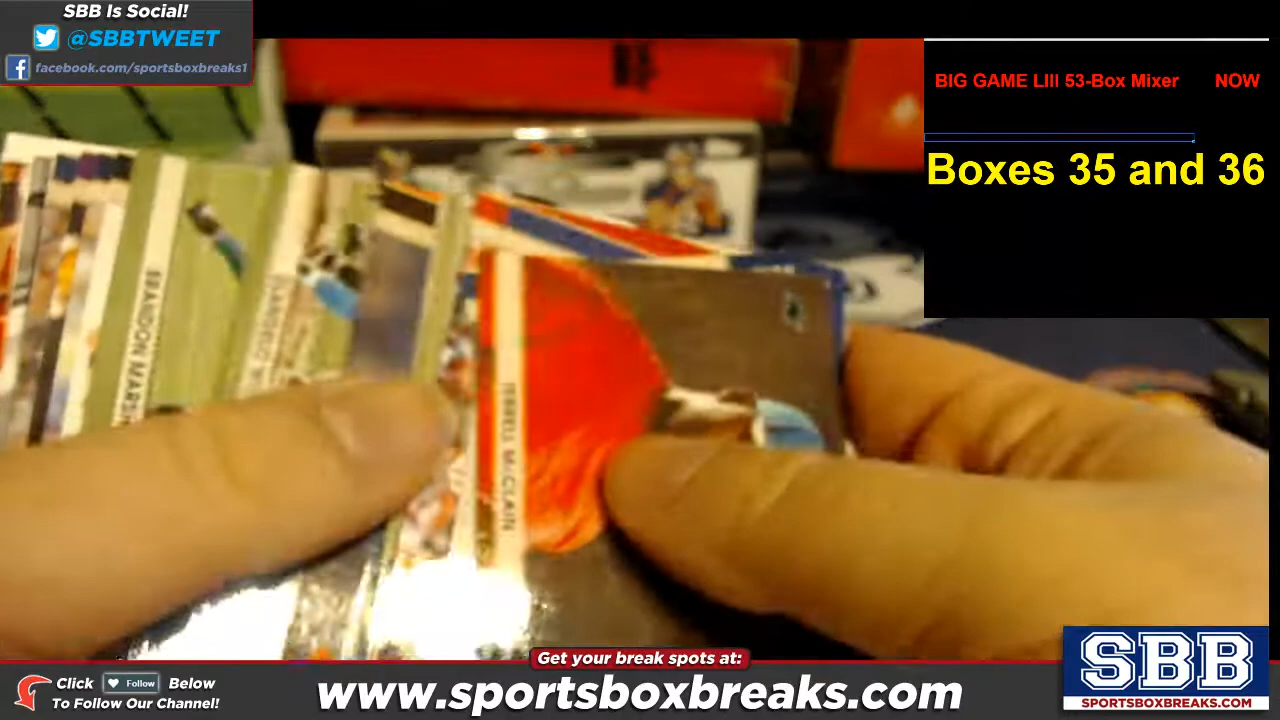 SBB Is Social!
@SBBTWEET
facebook.com/sportsboxbreaks1
BIG GAME LIII 53-Box Mixer NOW
Boxes 35 and 36
BRANDON MARSH
TERRELL McCLAIN
Get your break spots at:
Click Follow Below
To Follow Our Channel!
www.sportsboxbreaks.com
SBB
SPORTSBOXBREAKS.COM